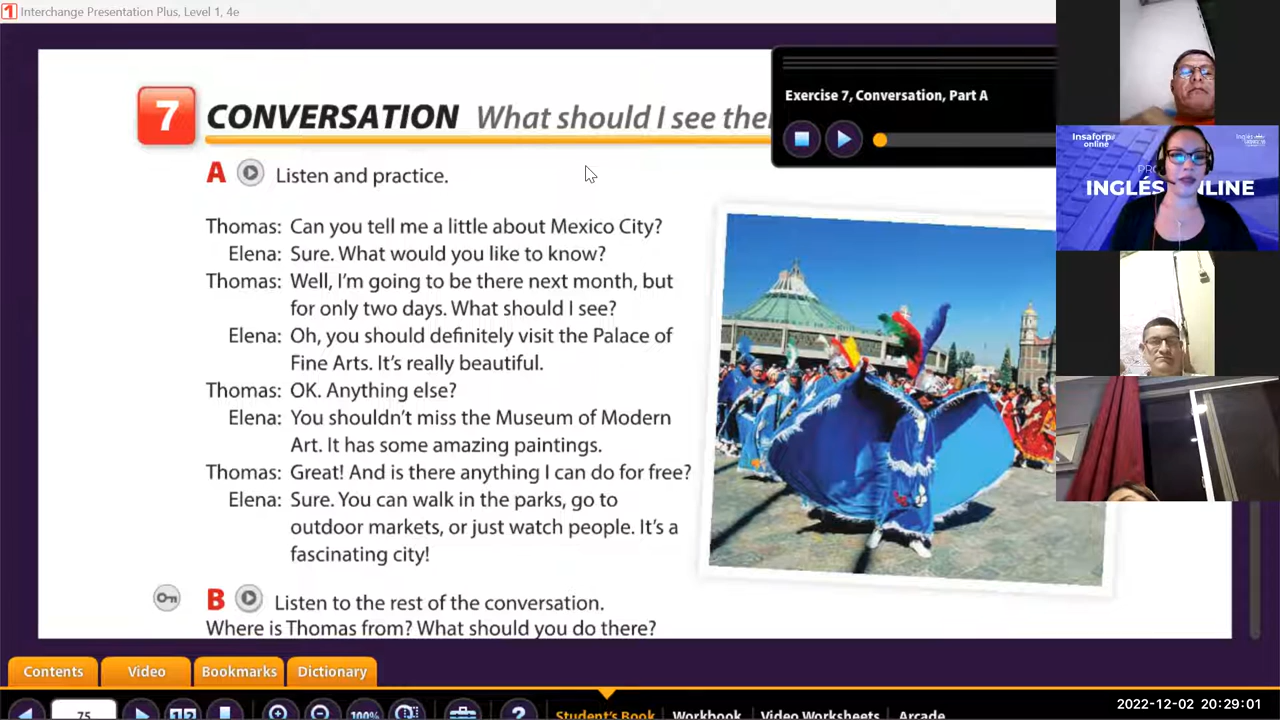 Interchange Presentation Plus, Level 1, 4e
7 CONVERSATION What should I see
Exercise 7, Conversation, Part A
A Listen and practice.
Thomas: Can you tell me a little about Mexico City?
Elena: Sure. What would you like to know?
Thomas: Well, I'm going to be there next month, but
for only two days. What should I see?
Elena: Oh, you should definitely visit the Palace of
Fine Arts. It's really beautiful.
Thomas: OK. Anything else?
Elena: You shouldn't miss the Museum of Modern
Art. It has some amazing paintings.
Thomas: Great! And is there anything I can do for free?
Elena: Sure. You can walk in the parks, go to
outdoor markets, or just watch people. It's a
fascinating city!
B Listen to the rest of the conversation.
Where is Thomas from? What should you do there?
Insaforp
online
INGLÉS ONLINE
Contents Video Bookmarks Dictionary
75 100% ? Student's Book Workbook Video Worksheets Arcade
2022-12-02 20:29:01